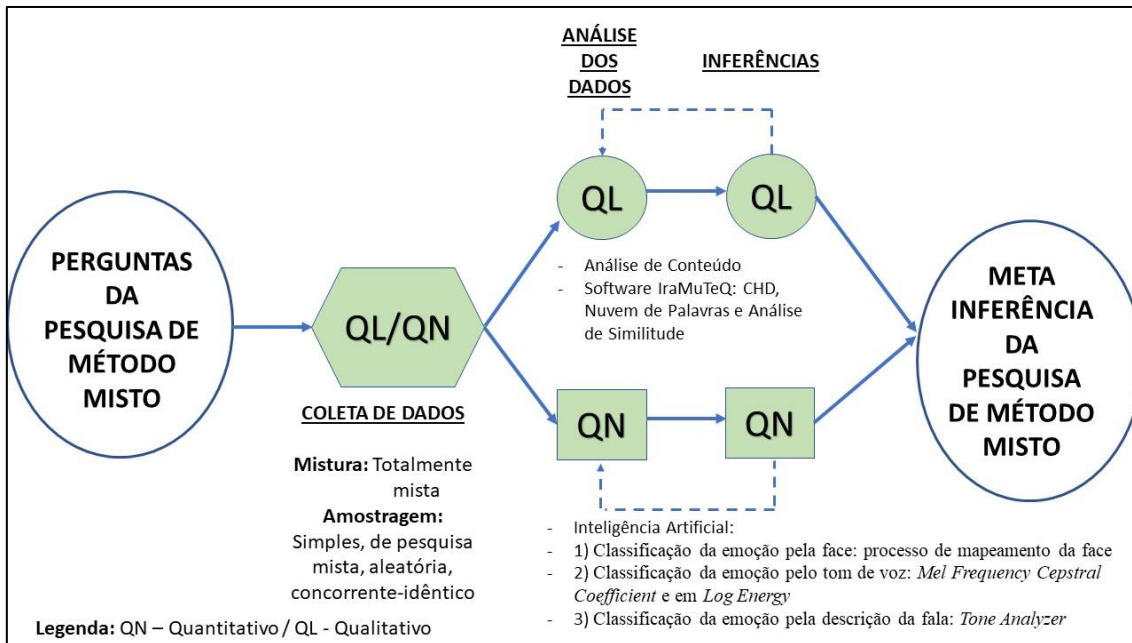 ANÁLISE
DOS
DADOS
INFERÊNCIAS
PERGUNTAS
DA
PESQUISA DE
MÉTODO
MISTO
QL/QN
COLETA DE DADOS
Mistura: Totalmente
mista
Amostragem:
Simples, de pesquisa
mista, aleatória,
concorrente-idêntico
QL
QL
- Análise de Conteúdo
- Software IraMuTeQ: CHD,
Nuvem de Palavras e Análise
de Similitude
QN
QN
- Inteligência Artificial:
- 1) Classificação da emoção pela face: processo de mapeamento da face
- 2) Classificação da emoção pelo tom de voz: Mel Frequency Cepstral
Coefficient e em Log Energy
- 3) Classificação da emoção pela descrição da fala: Tone Analyzer
META
INFERÊNCIA
DA
PESQUISA
DE MÉTODO
MISTO
Legenda: QN – Quantitativo / QL - Qualitativo